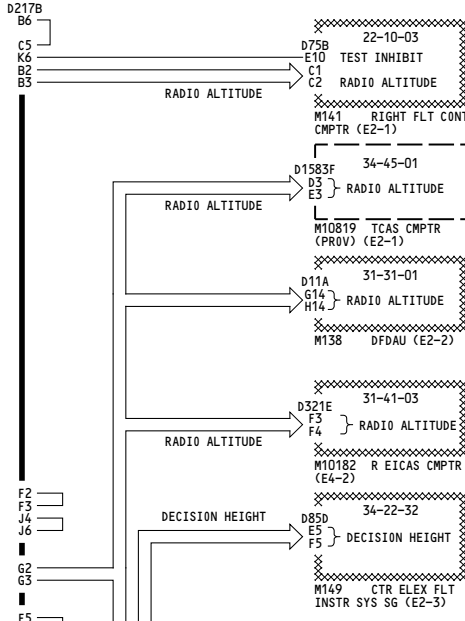 D217B
B6
C5
K6
B2
B3
RADIO ALTITUDE
D75B
E10 TEST INHIBIT
C1
C2 RADIO ALTITUDE
22-10-03
M141 RIGHT FLT CONT
CMPTR (E2-1)
34-45-01
D1583F
D3
E3 RADIO ALTITUDE
RADIO ALTITUDE
M10819 TCAS CMPTR
(PROV) (E2-1)
31-31-01
D11A
G14
H14 RADIO ALTITUDE
M138 DFDAU (E2-2)
31-41-03
D321E
F3
F4 RADIO ALTITUDE
RADIO ALTITUDE
M10182 R EICAS CMPTR
(E4-2)
F2
F3
J4
J6
DECISION HEIGHT
34-22-32
D85D
E5
F5 DECISION HEIGHT
G2
G3
M149 CTR ELEX FLT
INSTR SYS SG (E2-3)